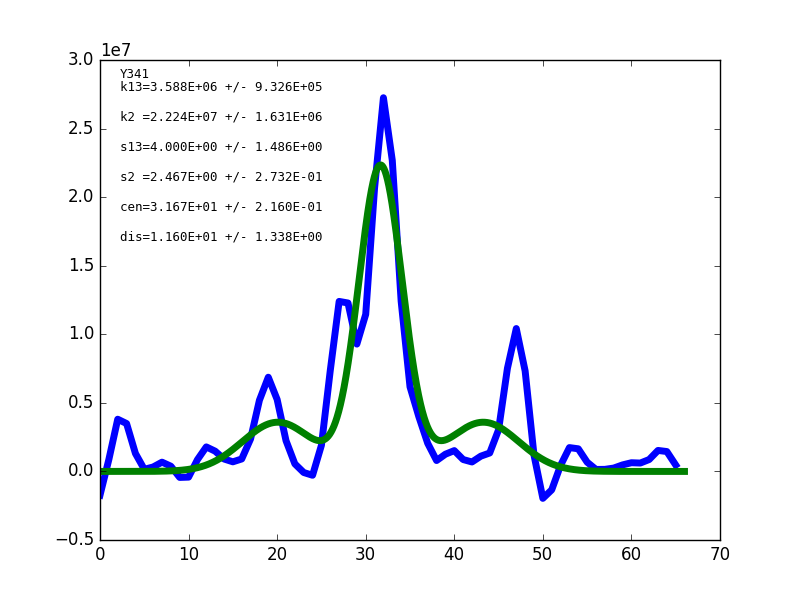 1e7
3.0
Y341
k13=3.588E+06 +/- 9.326E+05
2.5
k2 =2.224E+07 +/- 1.631E+06
s13=4.000E+00 +/- 1.486E+00
2.0
s2 =2.467E+00 +/- 2.732E-01
cen=3.167E+01 +/- 2.160E-01
dis=1.160E+01 +/- 1.338E+00
1.5
1.0
0.5
0.0
−0.5
0 10 20 30 40 50 60 70